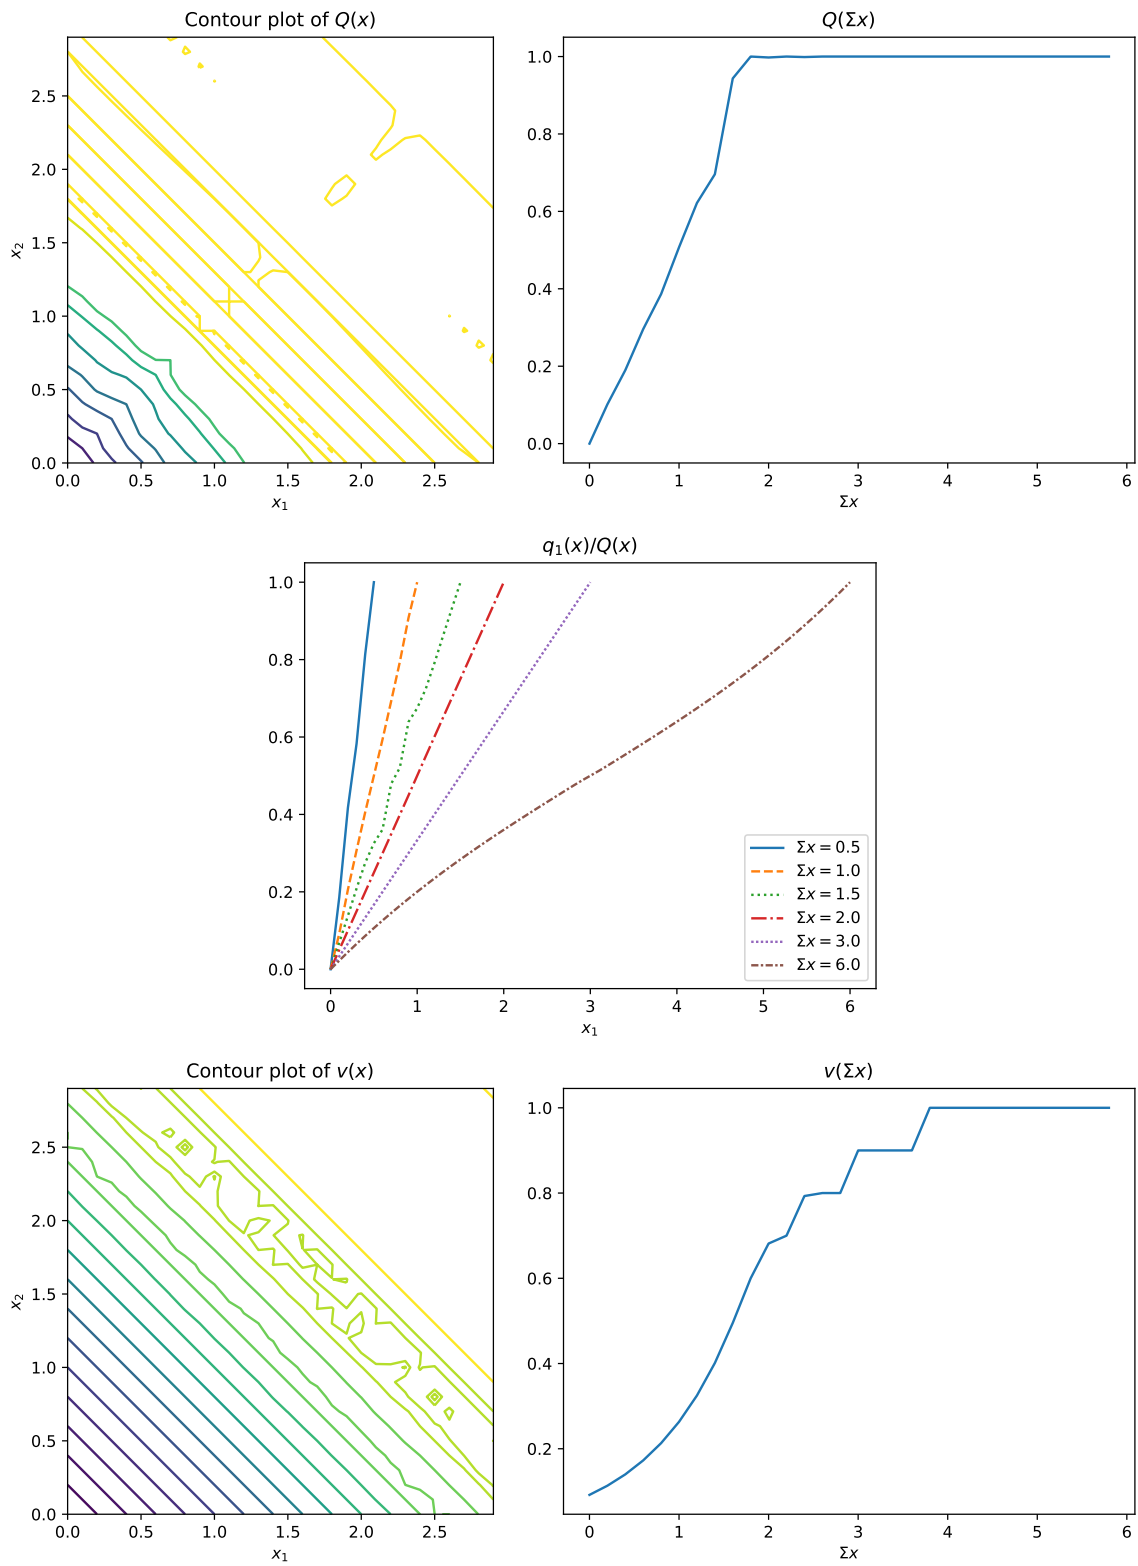 Contour plot of Q(x)
Q(Σx)
2.5
2.0
1.5
1.0
0.5
0.0
x₂
0.0 0.5 1.0 1.5 2.0 2.5
x₁
1.0
0.8
0.6
0.4
0.2
0.0
0 1 2 3 4 5 6
Σx
q₁(x)/Q(x)
1.0
0.8
0.6
0.4
0.2
0.0
0 1 2 3 4 5 6
x₁
Σx = 0.5
Σx = 1.0
Σx = 1.5
Σx = 2.0
Σx = 3.0
Σx = 6.0
Contour plot of v(x)
v(Σx)
2.5
2.0
1.5
1.0
0.5
0.0
x₂
0.0 0.5 1.0 1.5 2.0 2.5
x₁
1.0
0.8
0.6
0.4
0.2
0 1 2 3 4 5 6
Σx